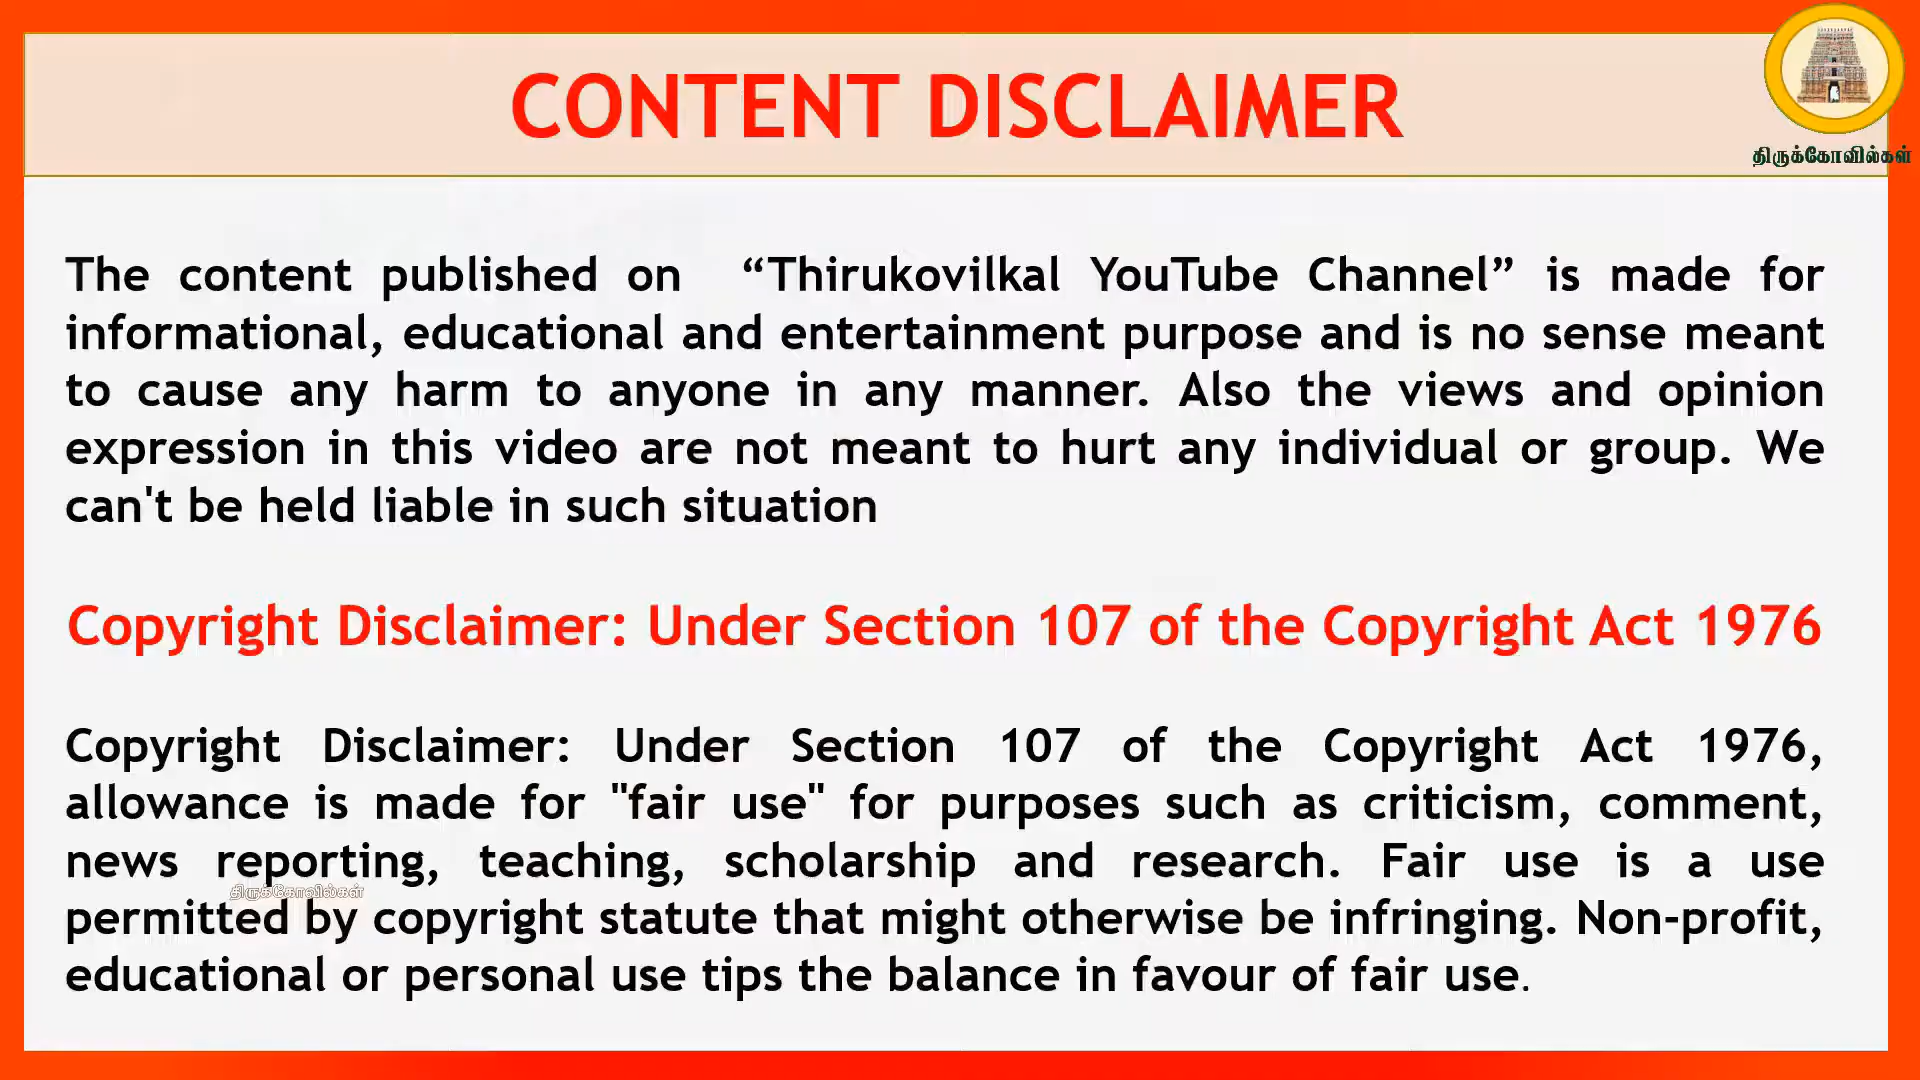 CONTENT DISCLAIMER
திருக்கோவில்கள்
The content published on “Thirukovilkal YouTube Channel” is made for
informational, educational and entertainment purpose and is no sense meant
to cause any harm to anyone in any manner. Also the views and opinion
expression in this video are not meant to hurt any individual or group. We
can't be held liable in such situation
Copyright Disclaimer: Under Section 107 of the Copyright Act 1976
Copyright Disclaimer: Under Section 107 of the Copyright Act 1976,
allowance is made for "fair use" for purposes such as criticism, comment,
news reporting, teaching, scholarship and research. Fair use is a use
திருக்கோவில்கள்
permitted by copyright statute that might otherwise be infringing. Non-profit,
educational or personal use tips the balance in favour of fair use.